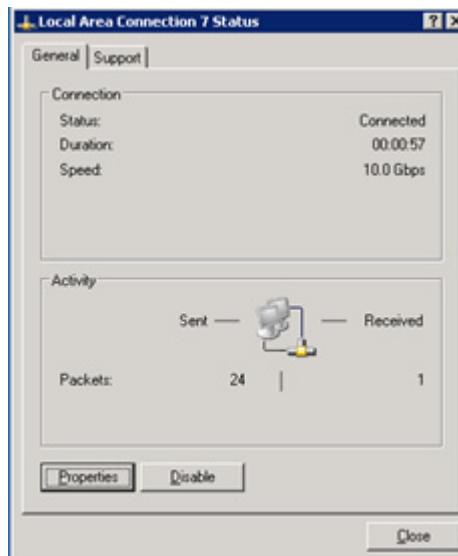 Local Area Connection 7 Status
General Support
Connection
Status: Connected
Duration: 00:00:57
Speed: 10.0 Gbps
Activity
Sent Received
Packets: 24 1
Properties Disable
Close